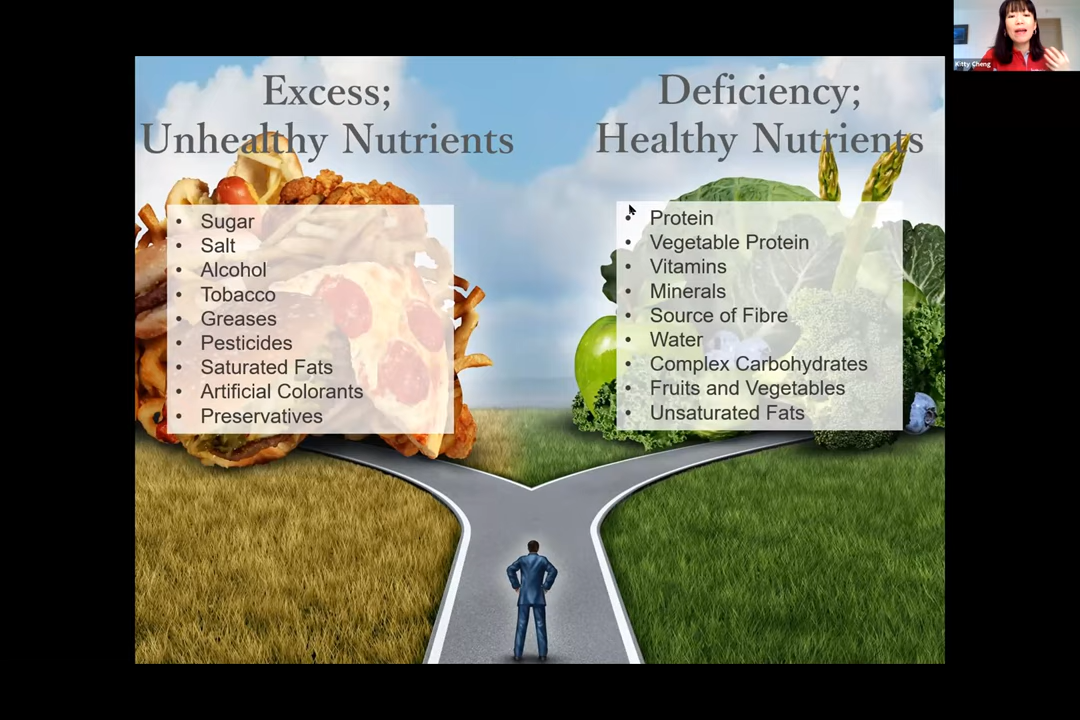 Excess;
Unhealthy Nutrients
• Sugar
• Salt
• Alcohol
• Tobacco
• Greases
• Pesticides
• Saturated Fats
• Artificial Colorants
• Preservatives
Deficiency;
Healthy Nutrients
• Protein
• Vegetable Protein
• Vitamins
• Minerals
• Source of Fibre
• Water
• Complex Carbohydrates
• Fruits and Vegetables
• Unsaturated Fats
Kitty Cheng